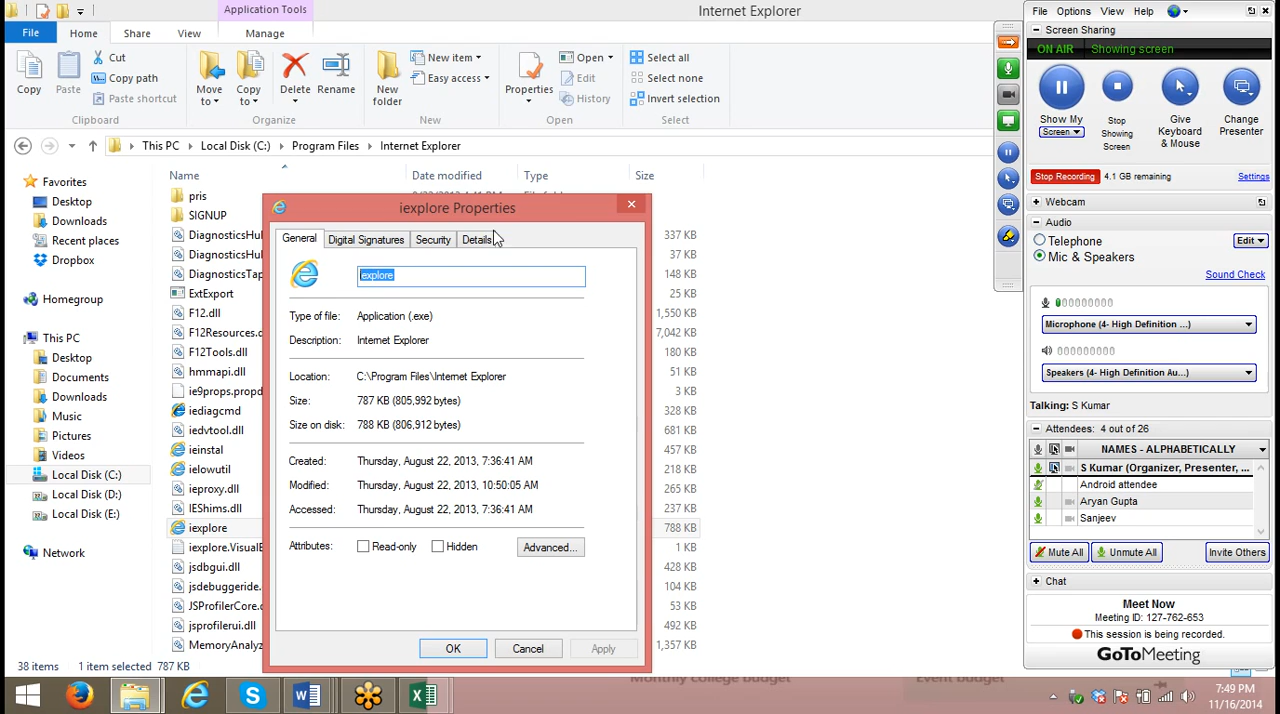 Application Tools
Internet Explorer
File Home Share View Manage
Copy
Paste
Cut
Copy path
Paste shortcut
Clipboard
Move to
Copy to
Delete
Rename
Organize
New folder
New item
Easy access
New
Properties
Open
Edit
History
Open
Select all
Select none
Invert selection
Select
This PC Local Disk (C:) Program Files Internet Explorer
Name Date modified Type Size
Favorites
Desktop
Downloads
Recent places
Dropbox
Homegroup
This PC
Desktop
Documents
Downloads
Music
Pictures
Videos
Local Disk (C:)
Local Disk (D:)
Local Disk (E:)
Network
pris
SIGNUP
DiagnosticsHu
DiagnosticsHu
DiagnosticsTap
ExtExport
F12.dll
F12Resources.d
F12Tools.dll
hmmapi.dll
ie9props.propd
iediagcmd
iedvtool.dll
ieinstal
ielowutil
ieproxy.dll
IEShims.dll
iexplore
iexplore.VisualE
jsdbgui.dll
jsdebuggeride.
JSProfilerCore.d
jsprofilerui.dll
MemoryAnalyz
337 KB
37 KB
148 KB
25 KB
1,550 KB
7,042 KB
180 KB
51 KB
3 KB
328 KB
681 KB
457 KB
218 KB
265 KB
237 KB
788 KB
1 KB
428 KB
104 KB
53 KB
492 KB
1,357 KB
iexplore Properties
General Digital Signatures Security Details
iexplore
Type of file: Application (.exe)
Description: Internet Explorer
Location: C:\Program Files\Internet Explorer
Size: 787 KB (805,992 bytes)
Size on disk: 788 KB (806,912 bytes)
Created: Thursday, August 22, 2013, 7:36:41 AM
Modified: Thursday, August 22, 2013, 10:50:05 AM
Accessed: Thursday, August 22, 2013, 7:36:41 AM
Attributes: Read-only Hidden Advanced...
OK Cancel Apply
38 items 1 item selected 787 KB
Monthly college budget Event budget
File Options View Help
Screen Sharing
ON AIR Showing screen
Show My
Screen
Stop Showing Screen
Give Keyboard & Mouse
Change Presenter
Stop Recording 4.1 GB remaining Settings
Webcam
Audio
Telephone Edit
Mic & Speakers
Sound Check
Microphone (4- High Definition ...)
Speakers (4- High Definition Au...)
Talking: S Kumar
Attendees: 4 out of 26
NAMES - ALPHABETICALLY
S Kumar (Organizer, Presenter, ...
Android attendee
Aryan Gupta
Sanjeev
Mute All Unmute All Invite Others
Chat
Meet Now
Meeting ID: 127-762-653
This session is being recorded.
GoToMeeting
7:49 PM
11/16/2014